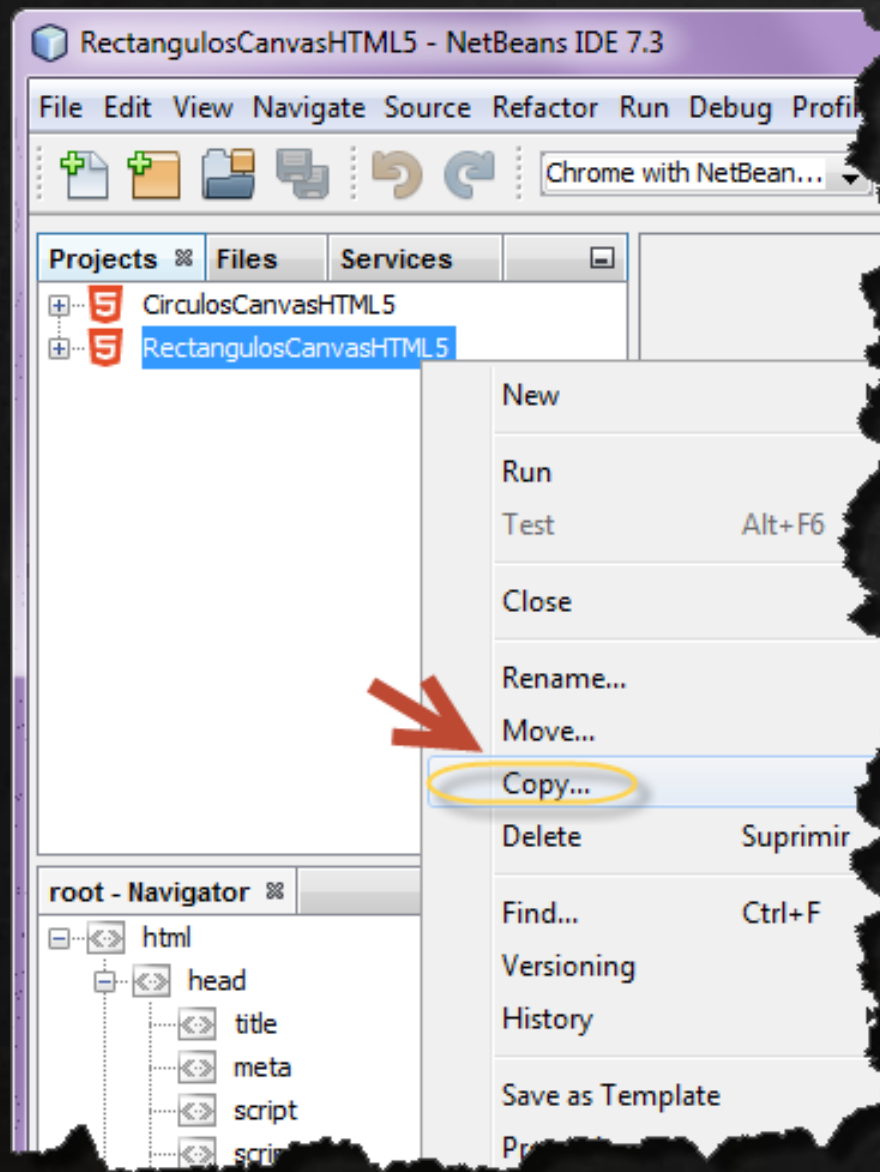 RectangulosCanvasHTML5 - NetBeans IDE 7.3
File Edit View Navigate Source Refactor Run Debug
Chrome with NetBean...
Projects Files Services
5 CirculosCanvasHTML5
5 RectangulosCanvasHTML5
New
Run
Test Alt+F6
Close
Rename...
Move...
Copy...
Delete Suprimir
Find... Ctrl+F
Versioning
History
Save as Template
root - Navigator
html
head
title
meta
script